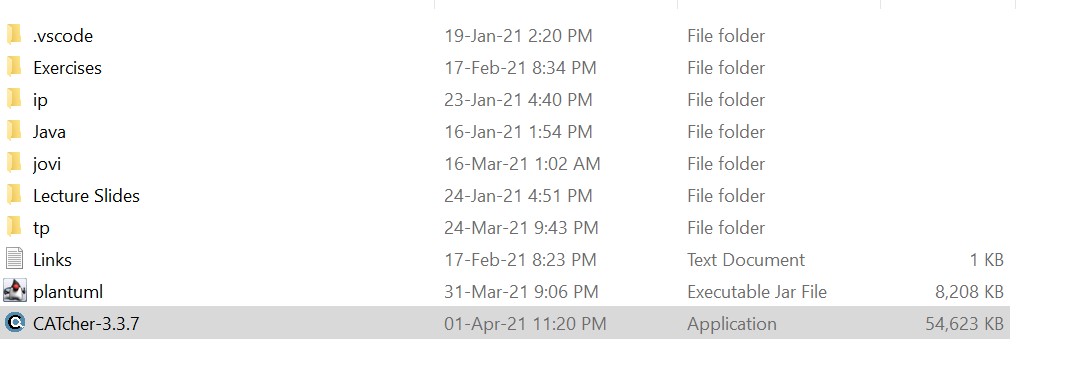 .vscode 19-Jan-21 2:20 PM File folder
Exercises 17-Feb-21 8:34 PM File folder
ip 23-Jan-21 4:40 PM File folder
Java 16-Jan-21 1:54 PM File folder
jovi 16-Mar-21 1:02 AM File folder
Lecture Slides 24-Jan-21 4:51 PM File folder
tp 24-Mar-21 9:43 PM File folder
Links 17-Feb-21 8:23 PM Text Document 1 KB
plantuml 31-Mar-21 9:06 PM Executable Jar File 8,208 KB
CATcher-3.3.7 01-Apr-21 11:20 PM Application 54,623 KB